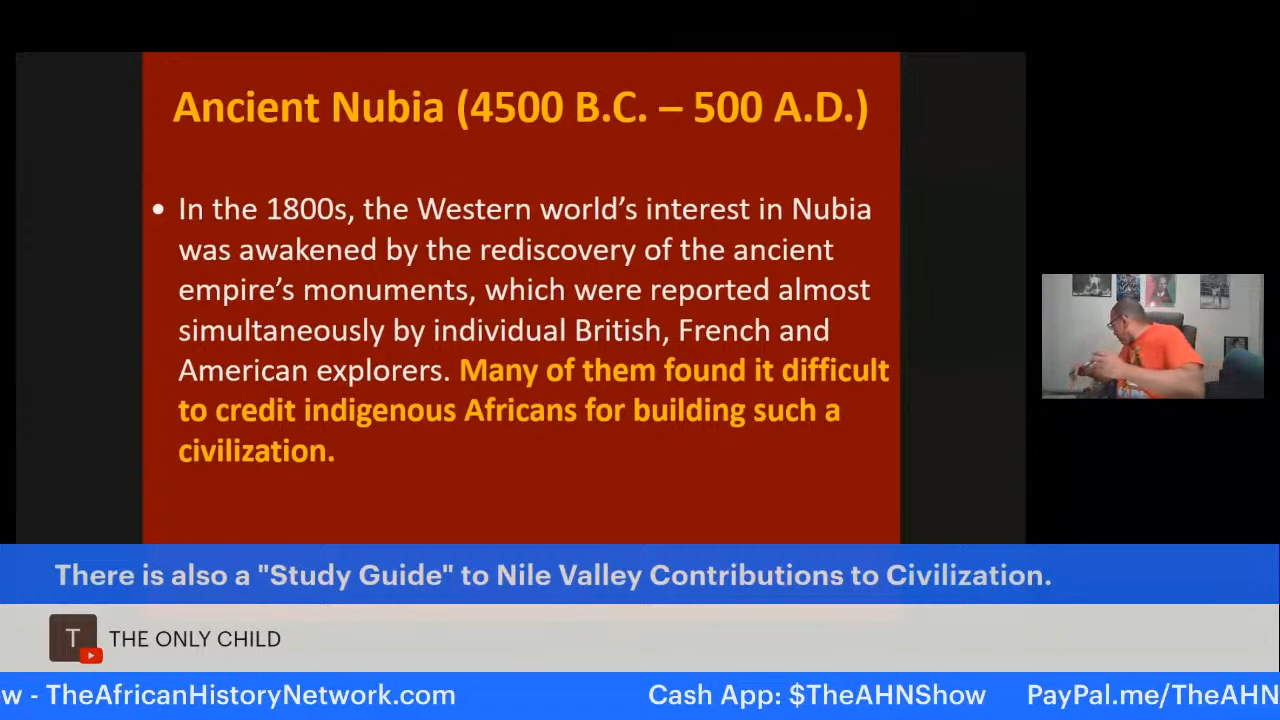 Ancient Nubia (4500 B.C. – 500 A.D.)
• In the 1800s, the Western world’s interest in Nubia
was awakened by the rediscovery of the ancient
empire’s monuments, which were reported almost
simultaneously by individual British, French and
American explorers. Many of them found it difficult
to credit indigenous Africans for building such a
civilization.
There is also a "Study Guide" to Nile Valley Contributions to Civilization.
T THE ONLY CHILD
w - TheAfricanHistoryNetwork.com Cash App: $TheAHNShow PayPal.me/TheAHN